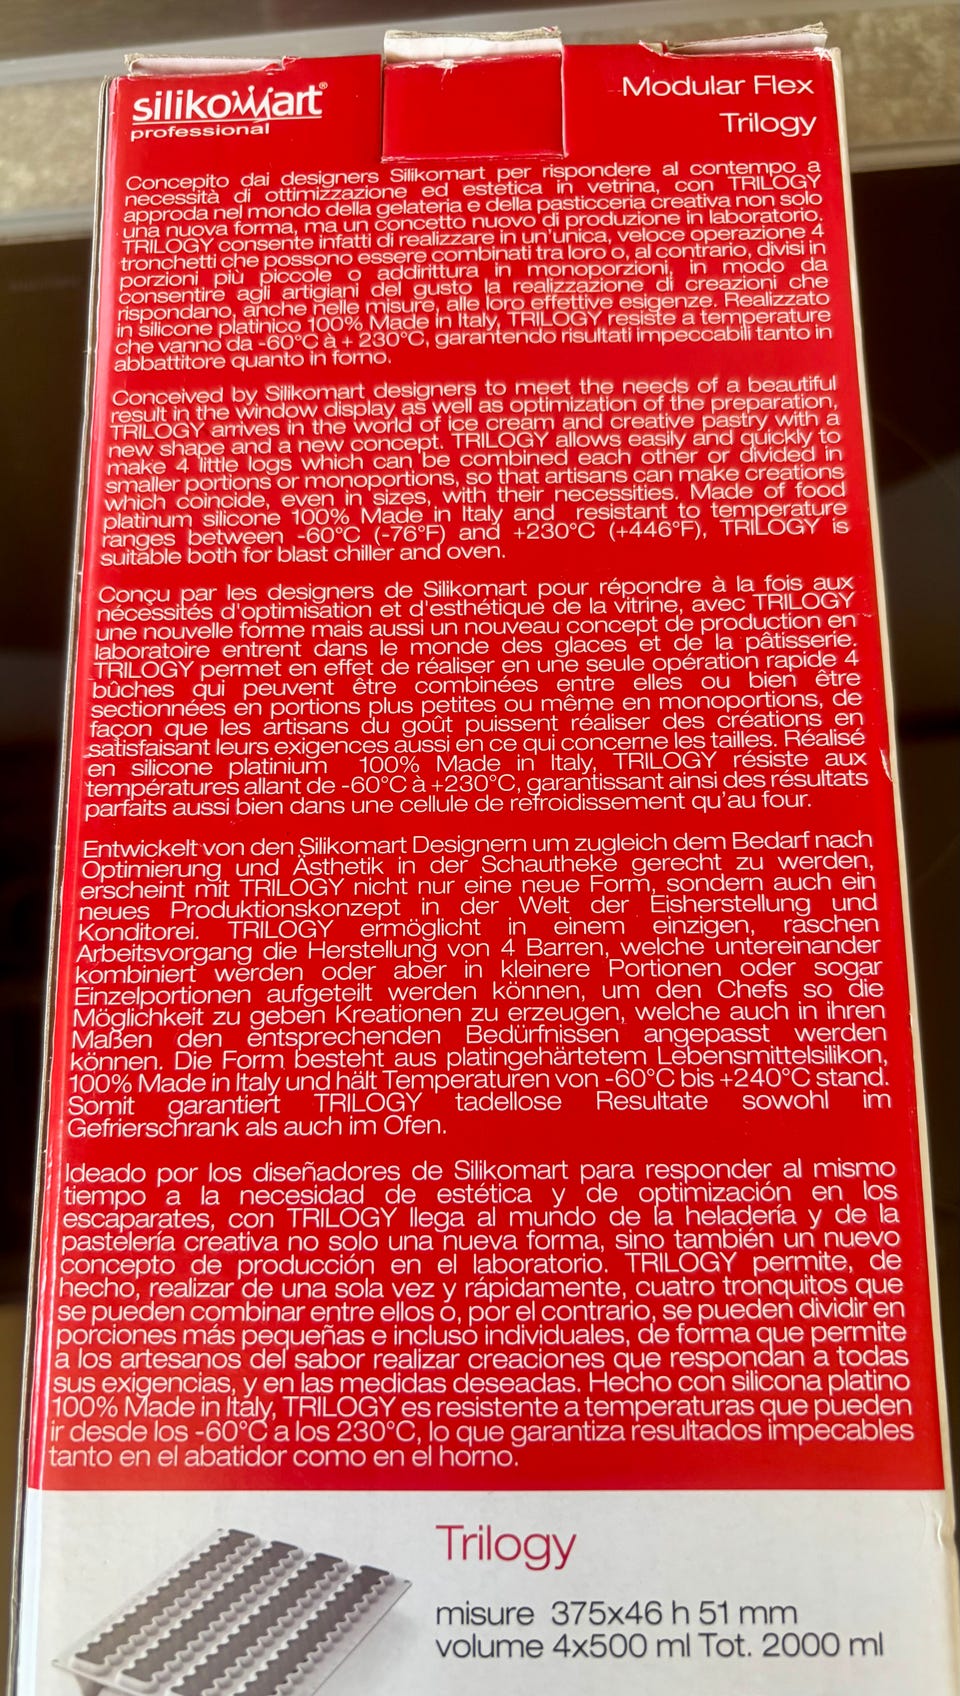 silikomart®
professional
Modular Flex
Trilogy
Concepito dai designers Silikomart per rispondere al contempo a
necessità di ottimizzazione ed estetica in vetrina, con TRILOGY
approda nel mondo della gelateria e della pasticceria creativa non solo
una nuova forma, ma un concetto nuovo di produzione in laboratorio.
TRILOGY consente infatti di realizzare in un'unica, veloce operazione 4
tronchetti che possono essere combinati tra loro o, al contrario, divisi in
porzioni più piccole o addirittura in monoporzioni, in modo da
consentire agli artigiani del gusto la realizzazione di creazioni che
rispondano, anche nelle misure, alle loro effettive esigenze. Realizzato
in silicone platinico 100% Made in Italy, TRILOGY resiste a temperature
che vanno da -60°C à + 230°C, garantendo risultati impeccabili tanto in
abbattitore quanto in forno.
Conceived by Silikomart designers to meet the needs of a beautiful
result in the window display as well as optimization of the preparation,
TRILOGY arrives in the world of ice cream and creative pastry with a
new shape and a new concept. TRILOGY allows easily and quickly to
make 4 little logs which can be combined each other or divided in
smaller portions or monoportions, so that artisans can make creations
which coincide, even in sizes, with their necessities. Made of food
platinum silicone 100% Made in Italy and resistant to temperature
ranges between -60°C (-76°F) and +230°C (+446°F), TRILOGY is
suitable both for blast chiller and oven.
Conçu par les designers de Silikomart pour répondre à la fois aux
nécessités d'optimisation et d'esthétique de la vitrine, avec TRILOGY
une nouvelle forme mais aussi un nouveau concept de production en
laboratoire entrent dans le monde des glaces et de la pâtisserie.
TRILOGY permet en effet de réaliser en une seule opération rapide 4
bûches qui peuvent être combinées entre elles ou bien être
sectionnées en portions plus petites ou même en monoportions, de
façon que les artisans du goût puissent réaliser des créations en
satisfaisant leurs exigences aussi en ce qui concerne les tailles. Réalisé
en silicone platinium 100% Made in Italy, TRILOGY résiste aux
températures allant de -60°C à +230°C, garantissant ainsi des résultats
parfaits aussi bien dans une cellule de refroidissement qu'au four.
Entwickelt von den Silikomart Designern um zugleich dem Bedarf nach
Optimierung und Ästhetik in der Schautheke gerecht zu werden,
erscheint mit TRILOGY nicht nur eine neue Form, sondern auch ein
neues Produktionskonzept in der Welt der Eisherstellung und
Konditorei. TRILOGY ermöglicht in einem einzigen, raschen
Arbeitsvorgang die Herstellung von 4 Barren, welche untereinander
kombiniert werden oder aber in kleinere Portionen oder sogar
Einzelportionen aufgeteilt werden können, um den Chefs so die
Möglichkeit zu geben Kreationen zu erzeugen, welche auch in ihren
Maßen den entsprechenden Bedürfnissen angepasst werden
können. Die Form besteht aus platingehärtetem Lebensmittelsilikon,
100% Made in Italy und hält Temperaturen von -60°C bis +240°C stand.
Somit garantiert TRILOGY tadellose Resultate sowohl im
Gefrierschrank als auch im Ofen.
Ideado por los diseñadores de Silikomart para responder al mismo
tiempo a la necesidad de estética y de optimización en los
escaparates, con TRILOGY llega al mundo de la heladería y de la
pastelería creativa no solo una nueva forma, sino también un nuevo
concepto de producción en el laboratorio. TRILOGY permite, de
hecho, realizar de una sola vez y rápidamente, cuatro tronquitos que
se pueden combinar entre ellos o, por el contrario, se pueden dividir en
porciones más pequeñas e incluso individuales, de forma que permite
a los artesanos del sabor realizar creaciones que respondan a todas
sus exigencias, y en las medidas deseadas. Hecho con silicona platino
100% Made in Italy, TRILOGY es resistente a temperaturas que pueden
ir desde los -60°C a los 230°C, lo que garantiza resultados impecables
tanto en el abatidor como en el horno.
Trilogy
misure 375x46 h 51 mm
volume 4x500 ml Tot. 2000 ml